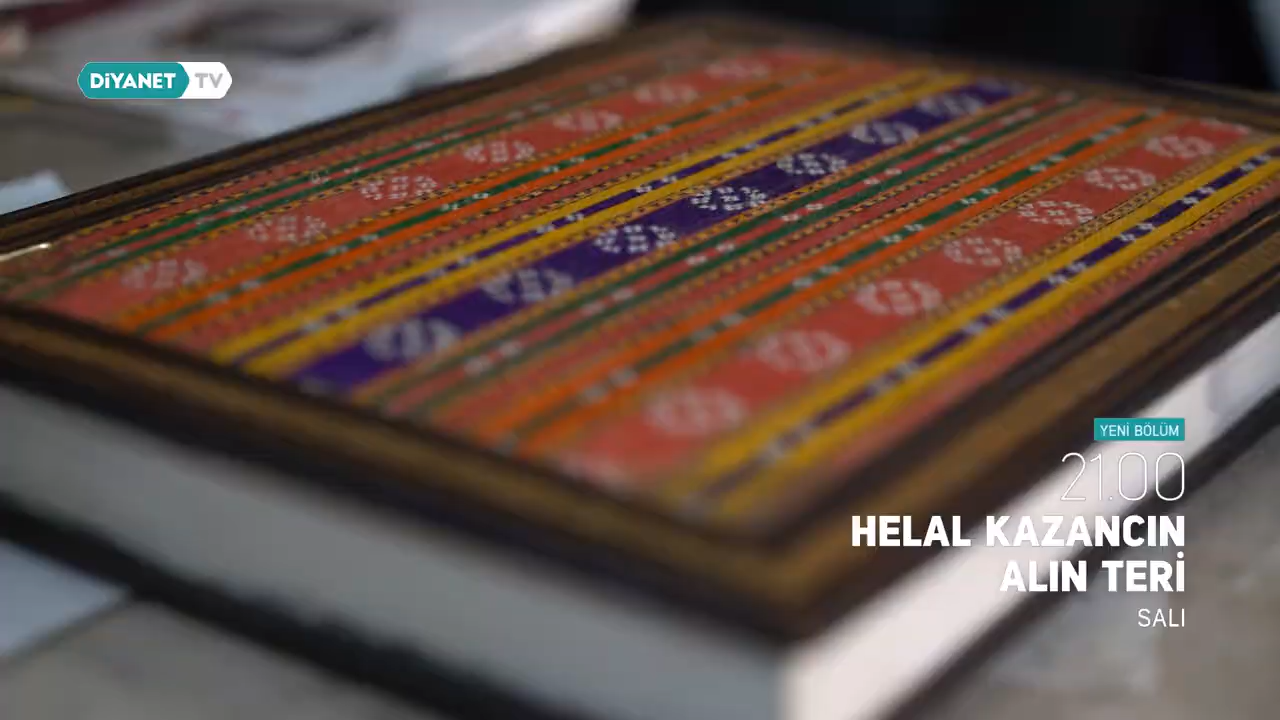 DİYANET TV
YENİ BÖLÜM
21.00
HELAL KAZANCIN
ALIN TERİ
SALI